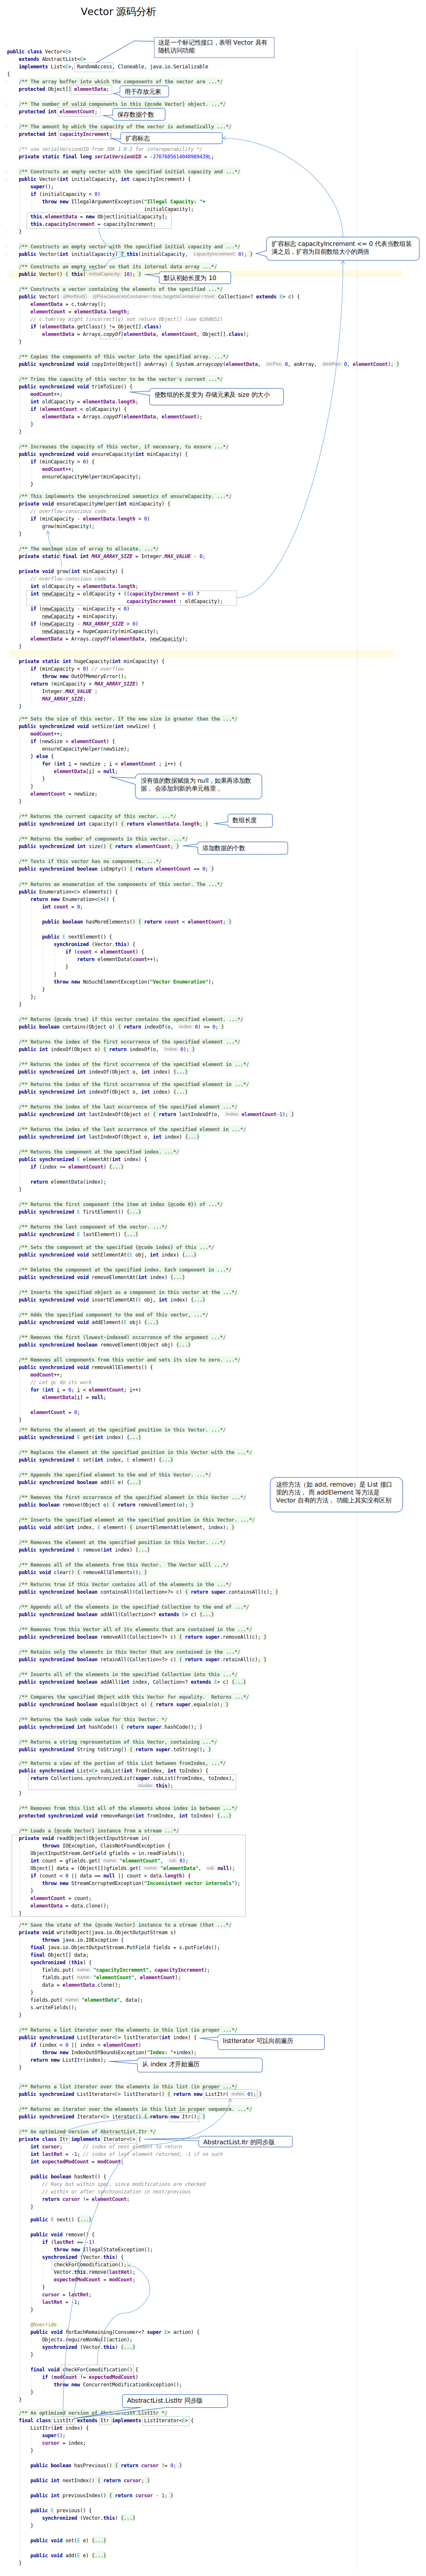 Vector 源码分析
这是一个标记性接口，表明 Vector 具有
随机访问功能
public class Vector<E>
extends AbstractList<E>
implements List<E>, RandomAccess, Cloneable, java.io.Serializable
{
/** The array buffer into which the components of the vector are ...*/
protected Object[] elementData;
用于存放元素
/** The number of valid components in this {@code Vector} object. ...*/
protected int elementCount;
保存数据个数
/** The amount by which the capacity of the vector is automatically ...*/
protected int capacityIncrement;
扩容标志
/** use serialVersionUID from JDK 1.0.2 for interoperability */
private static final long serialVersionUID = -2767605614048989439L;
/** Constructs an empty vector with the specified initial capacity and ...*/
public Vector(int initialCapacity, int capacityIncrement) {
super();
if (initialCapacity < 0)
throw new IllegalArgumentException("Illegal Capacity: "+
initialCapacity);
this.elementData = new Object[initialCapacity];
this.capacityIncrement = capacityIncrement;
}
扩容标志 capacityIncrement <= 0 代表当数组装
满之后，扩容为目前数组大小的两倍
/** Constructs an empty vector with the specified initial capacity and ...*/
public Vector(int initialCapacity) { this(initialCapacity, capacityIncrement: 0); }
/** Constructs an empty vector so that its internal data array ...*/
public Vector() { this( initialCapacity: 10); }
默认初始长度为 10
/** Constructs a vector containing the elements of the specified ...*/
public Vector( @NotNull @Flow(sourceIsContainer=true,targetIsContainer=true) Collection<? extends E> c) {
elementData = c.toArray();
elementCount = elementData.length;
// c.toArray might (incorrectly) not return Object[] (see 6260652)
if (elementData.getClass() != Object[].class)
elementData = Arrays.copyOf(elementData, elementCount, Object[].class);
}
/** Copies the components of this vector into the specified array. ...*/
public synchronized void copyInto(Object[] anArray) { System.arraycopy(elementData, srcPos: 0, anArray, destPos: 0, elementCount); }
/** Trims the capacity of this vector to be the vector's current ...*/
public synchronized void trimToSize() {
modCount++;
int oldCapacity = elementData.length;
if (elementCount < oldCapacity) {
elementData = Arrays.copyOf(elementData, elementCount);
}
}
使数组的长度变为 存储元素及 size 的大小
/** Increases the capacity of this vector, if necessary, to ensure ...*/
public synchronized void ensureCapacity(int minCapacity) {
if (minCapacity > 0) {
modCount++;
ensureCapacityHelper(minCapacity);
}
}
/** This implements the unsynchronized semantics of ensureCapacity. ...*/
private void ensureCapacityHelper(int minCapacity) {
// overflow-conscious code
if (minCapacity - elementData.length > 0)
grow(minCapacity);
}
/** The maximum size of array to allocate. ...*/
private static final int MAX_ARRAY_SIZE = Integer.MAX_VALUE - 8;
private void grow(int minCapacity) {
// overflow-conscious code
int oldCapacity = elementData.length;
int newCapacity = oldCapacity + ((capacityIncrement > 0) ?
capacityIncrement : oldCapacity);
if (newCapacity - minCapacity < 0)
newCapacity = minCapacity;
if (newCapacity - MAX_ARRAY_SIZE > 0)
newCapacity = hugeCapacity(minCapacity);
elementData = Arrays.copyOf(elementData, newCapacity);
}
private static int hugeCapacity(int minCapacity) {
if (minCapacity < 0) // overflow
throw new OutOfMemoryError();
return (minCapacity > MAX_ARRAY_SIZE) ?
Integer.MAX_VALUE :
MAX_ARRAY_SIZE;
}
/** Sets the size of this vector. If the new size is greater than the ...*/
public synchronized void setSize(int newSize) {
modCount++;
if (newSize > elementCount) {
ensureCapacityHelper(newSize);
} else {
for (int i = newSize ; i < elementCount ; i++) {
elementData[i] = null;
}
}
elementCount = newSize;
}
没有值的数据赋值为 null，如果再添加数
据， 会添加到新的单元格里，
/** Returns the current capacity of this vector. ...*/
public synchronized int capacity() { return elementData.length; }
数组长度
/** Returns the number of components in this vector. ...*/
public synchronized int size() { return elementCount; }
添加数据的个数
/** Tests if this vector has no components. ...*/
public synchronized boolean isEmpty() { return elementCount == 0; }
/** Returns an enumeration of the components of this vector. The ...*/
public Enumeration<E> elements() {
return new Enumeration<E>() {
int count = 0;
public boolean hasMoreElements() { return count < elementCount; }
public E nextElement() {
synchronized (Vector.this) {
if (count < elementCount) {
return elementData(count++);
}
}
throw new NoSuchElementException("Vector Enumeration");
}
};
}
/** Returns {@code true} if this vector contains the specified element. ...*/
public boolean contains(Object o) { return indexOf(o, index: 0) >= 0; }
/** Returns the index of the first occurrence of the specified element ...*/
public int indexOf(Object o) { return indexOf(o, index: 0); }
/** Returns the index of the first occurrence of the specified element in ...*/
public synchronized int indexOf(Object o, int index) {...}
/** Returns the index of the first occurrence of the specified element in ...*/
public synchronized int indexOf(Object o, int index) {...}
/** Returns the index of the last occurrence of the specified element ...*/
public synchronized int lastIndexOf(Object o) { return lastIndexOf(o, index: elementCount-1); }
/** Returns the index of the last occurrence of the specified element in ...*/
public synchronized int lastIndexOf(Object o, int index) {...}
/** Returns the component at the specified index. ...*/
public synchronized E elementAt(int index) {
if (index >= elementCount) {...}
return elementData(index);
}
/** Returns the first component (the item at index {@code 0}) of ...*/
public synchronized E firstElement() {...}
/** Returns the last component of the vector. ...*/
public synchronized E lastElement() {...}
/** Sets the component at the specified {@code index} of this ...*/
public synchronized void setElementAt(E obj, int index) {...}
/** Deletes the component at the specified index. Each component in ...*/
public synchronized void removeElementAt(int index) {...}
/** Inserts the specified object as a component in this vector at the ...*/
public synchronized void insertElementAt(E obj, int index) {...}
/** Adds the specified component to the end of this vector, ...*/
public synchronized void addElement(E obj) {...}
/** Removes the first (lowest-indexed) occurrence of the argument ...*/
public synchronized boolean removeElement(Object obj) {...}
/** Removes all components from this vector and sets its size to zero. ...*/
public synchronized void removeAllElements() {
modCount++;
// Let gc do its work
for (int i = 0; i < elementCount; i++)
elementData[i] = null;
elementCount = 0;
}
/** Returns the element at the specified position in this Vector. ...*/
public synchronized E get(int index) {...}
/** Replaces the element at the specified position in this Vector with the ...*/
public synchronized E set(int index, E element) {...}
/** Appends the specified element to the end of this Vector. ...*/
public synchronized boolean add(E e) {...}
/** Removes the first occurrence of the specified element in this Vector ...*/
public boolean remove(Object o) { return removeElement(o); }
这些方法（如 add, remove）是 List 接口
里的方法， 而 addElement 等方法是
Vector 自有的方法， 功能上其实没有区别
/** Inserts the specified element at the specified position in this Vector. ...*/
public void add(int index, E element) { insertElementAt(element, index); }
/** Removes the element at the specified position in this Vector. ...*/
public synchronized E remove(int index) {...}
/** Removes all of the elements from this Vector.  The Vector will ...*/
public void clear() { removeAllElements(); }
/** Returns true if this Vector contains all of the elements in the ...*/
public synchronized boolean containsAll(Collection<?> c) { return super.containsAll(c); }
/** Appends all of the elements in the specified Collection to the end of ...*/
public synchronized boolean addAll(Collection<? extends E> c) {...}
/** Removes from this Vector all of its elements that are contained in the ...*/
public synchronized boolean removeAll(Collection<?> c) { return super.removeAll(c); }
/** Retains only the elements in this Vector that are contained in the ...*/
public synchronized boolean retainAll(Collection<?> c) { return super.retainAll(c); }
/** Inserts all of the elements in the specified Collection into this ...*/
public synchronized boolean addAll(int index, Collection<? extends E> c) {...}
/** Compares the specified Object with this Vector for equality.  Returns ...*/
public synchronized boolean equals(Object o) { return super.equals(o); }
/** Returns the hash code value for this Vector. */
public synchronized int hashCode() { return super.hashCode(); }
/** Returns a string representation of this Vector, containing ...*/
public synchronized String toString() { return super.toString(); }
/** Returns a view of the portion of this List between fromIndex, ...*/
public synchronized List<E> subList(int fromIndex, int toIndex) {
return Collections.synchronizedList(super.subList(fromIndex, toIndex),
mutex: this);
}
/** Removes from this list all of the elements whose index is between ...*/
protected synchronized void removeRange(int fromIndex, int toIndex) {...}
/** Loads a {@code Vector} instance from a stream ...*/
private void readObject(ObjectInputStream in)
throws IOException, ClassNotFoundException {
ObjectInputStream.GetField gfields = in.readFields();
int count = gfields.get( name: "elementCount", val: 0);
Object[] data = (Object[])gfields.get( name: "elementData", val: null);
if (count < 0 || data == null || count > data.length) {
throw new StreamCorruptedException("Inconsistent vector internals");
}
elementCount = count;
elementData = data.clone();
}
/** Save the state of the {@code Vector} instance to a stream (that ...*/
private void writeObject(java.io.ObjectOutputStream s)
throws java.io.IOException {
final java.io.ObjectOutputStream.PutField fields = s.putFields();
final Object[] data;
synchronized (this) {
fields.put( name: "capacityIncrement", capacityIncrement);
fields.put( name: "elementCount", elementCount);
data = elementData.clone();
}
fields.put( name: "elementData", data);
s.writeFields();
}
/** Returns a list iterator over the elements in this list (in proper ...*/
public synchronized ListIterator<E> listIterator(int index) {
if (index < 0 || index > elementCount)
throw new IndexOutOfBoundsException("Index: "+index);
return new ListItr(index);
}
listIterator 可以向前遍历
从 index 才开始遍历
/** Returns a list iterator over the elements in this list (in proper ...*/
public synchronized ListIterator<E> listIterator() { return new ListItr( index: 0); }
/** Returns an iterator over the elements in this list in proper sequence. ...*/
public synchronized Iterator<E> iterator() { return new Itr(); }
/** An optimized version of AbstractList.Itr */
private class Itr implements Iterator<E> {
AbstractList.Itr 的同步版
int cursor;       // index of next element to return
int lastRet = -1; // index of last element returned; -1 if no such
int expectedModCount = modCount;
public boolean hasNext() {
// Racy but within spec, since modifications are checked
// within or after synchronization in next/previous
return cursor != elementCount;
}
public E next() {...}
public void remove() {
if (lastRet == -1)
throw new IllegalStateException();
synchronized (Vector.this) {
checkForComodification();
Vector.this.remove(lastRet);
expectedModCount = modCount;
}
cursor = lastRet;
lastRet = -1;
}
@Override
public void forEachRemaining(Consumer<? super E> action) {
Objects.requireNonNull(action);
synchronized (Vector.this) {...}
}
final void checkForComodification() {
if (modCount != expectedModCount)
throw new ConcurrentModificationException();
}
}
AbstractList.ListItr 同步版
/** An optimized version of AbstractList.ListItr */
final class ListItr extends Itr implements ListIterator<E> {
ListItr(int index) {
super();
cursor = index;
}
public boolean hasPrevious() { return cursor != 0; }
public int nextIndex() { return cursor; }
public int previousIndex() { return cursor - 1; }
public E previous() {
synchronized (Vector.this) {...}
}
public void set(E e) {...}
public void add(E e) {...}
}